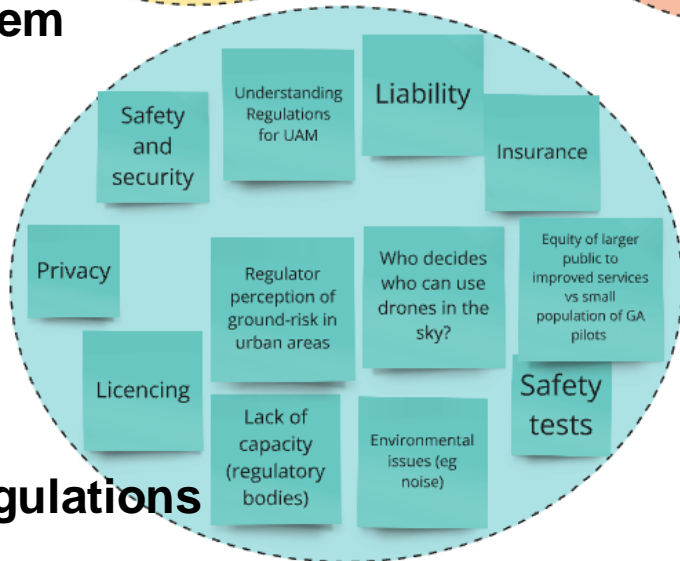 em
Understanding
Regulations
for UAM
Liability
Safety
and
security
Insurance
Privacy
Regulator
perception of
ground-risk in
urban areas
Who decides
who can use
drones in the
sky?
Equity of larger
public to
improved services
vs small
population of GA
pilots
Licencing
Safety
tests
Lack of
capacity
(regulatory
bodies)
Environmental
issues (eg
noise)
gulations